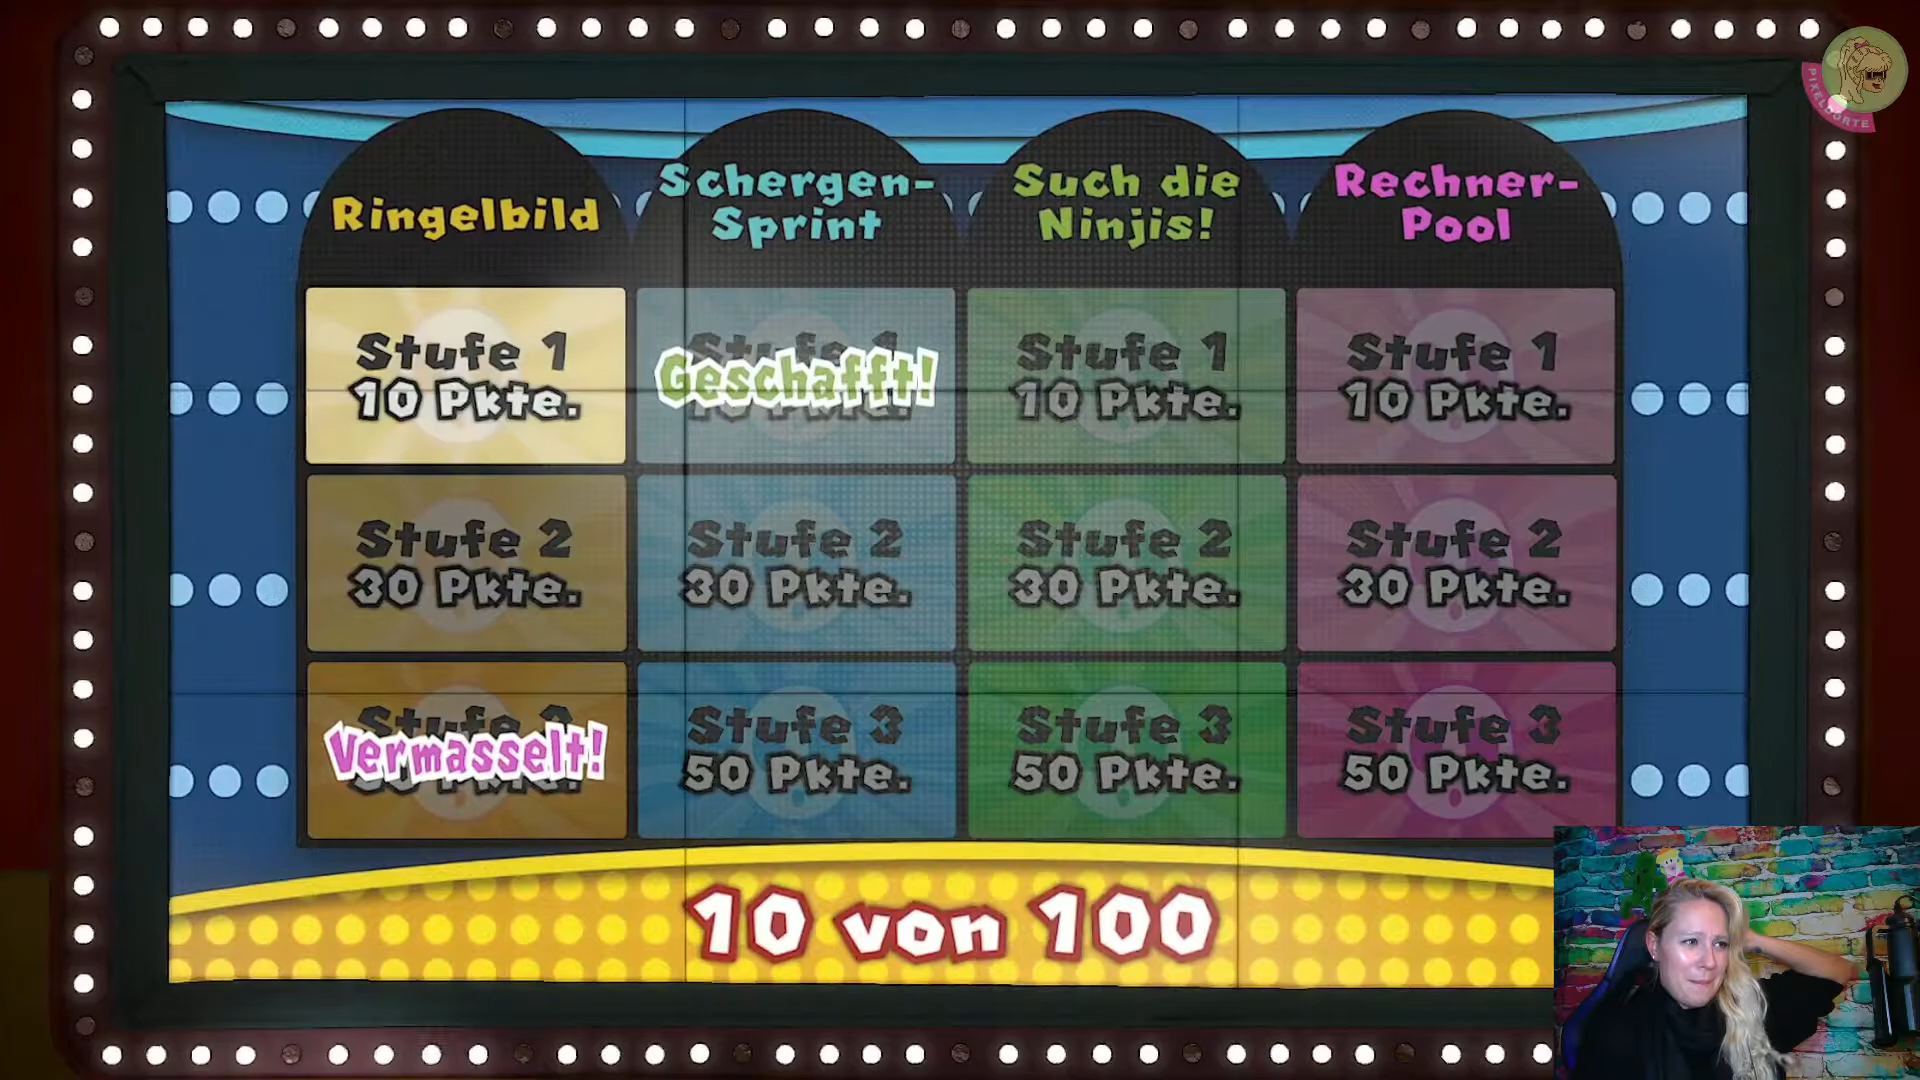 PIXELTORTE
Ringelbild
Schergen-
Sprint
Such die
Ninjis!
Rechner-
Pool
Stufe 1
10 Pkte.
Geschafft!
Stufe 1
10 Pkte.
Stufe 1
10 Pkte.
Stufe 2
30 Pkte.
Stufe 2
30 Pkte.
Stufe 2
30 Pkte.
Stufe 2
30 Pkte.
Vermasselt!
Stufe 3
50 Pkte.
Stufe 3
50 Pkte.
Stufe 3
50 Pkte.
10 von 100